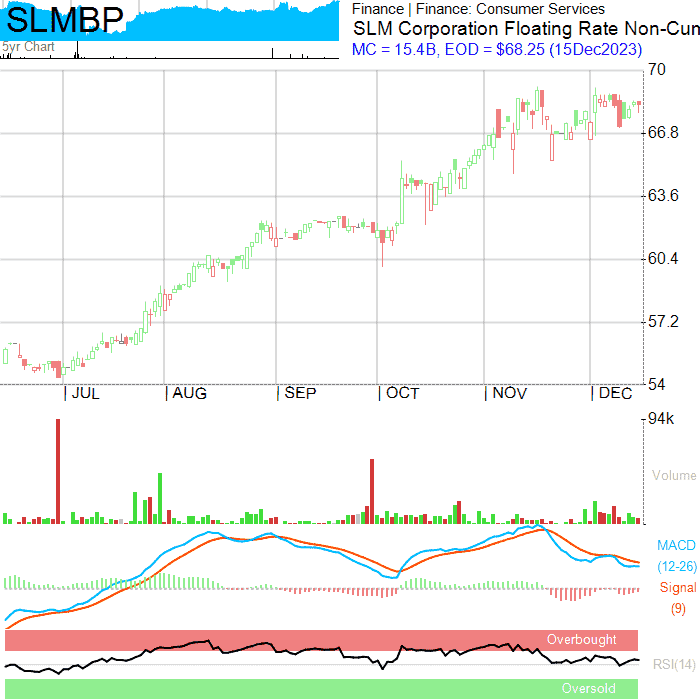 SLMBP
Finance | Finance: Consumer Services
SLM Corporation Floating Rate Non-Cun
5yr Chart
MC = 15.4B, EOD = $68.25 (15Dec2023)
70
66.8
63.6
60.4
57.2
54
JUL AUG SEP OCT NOV DEC
94k
Volume
MACD
(12-26)
Signal
(9)
Overbought
RSI(14)
Oversold